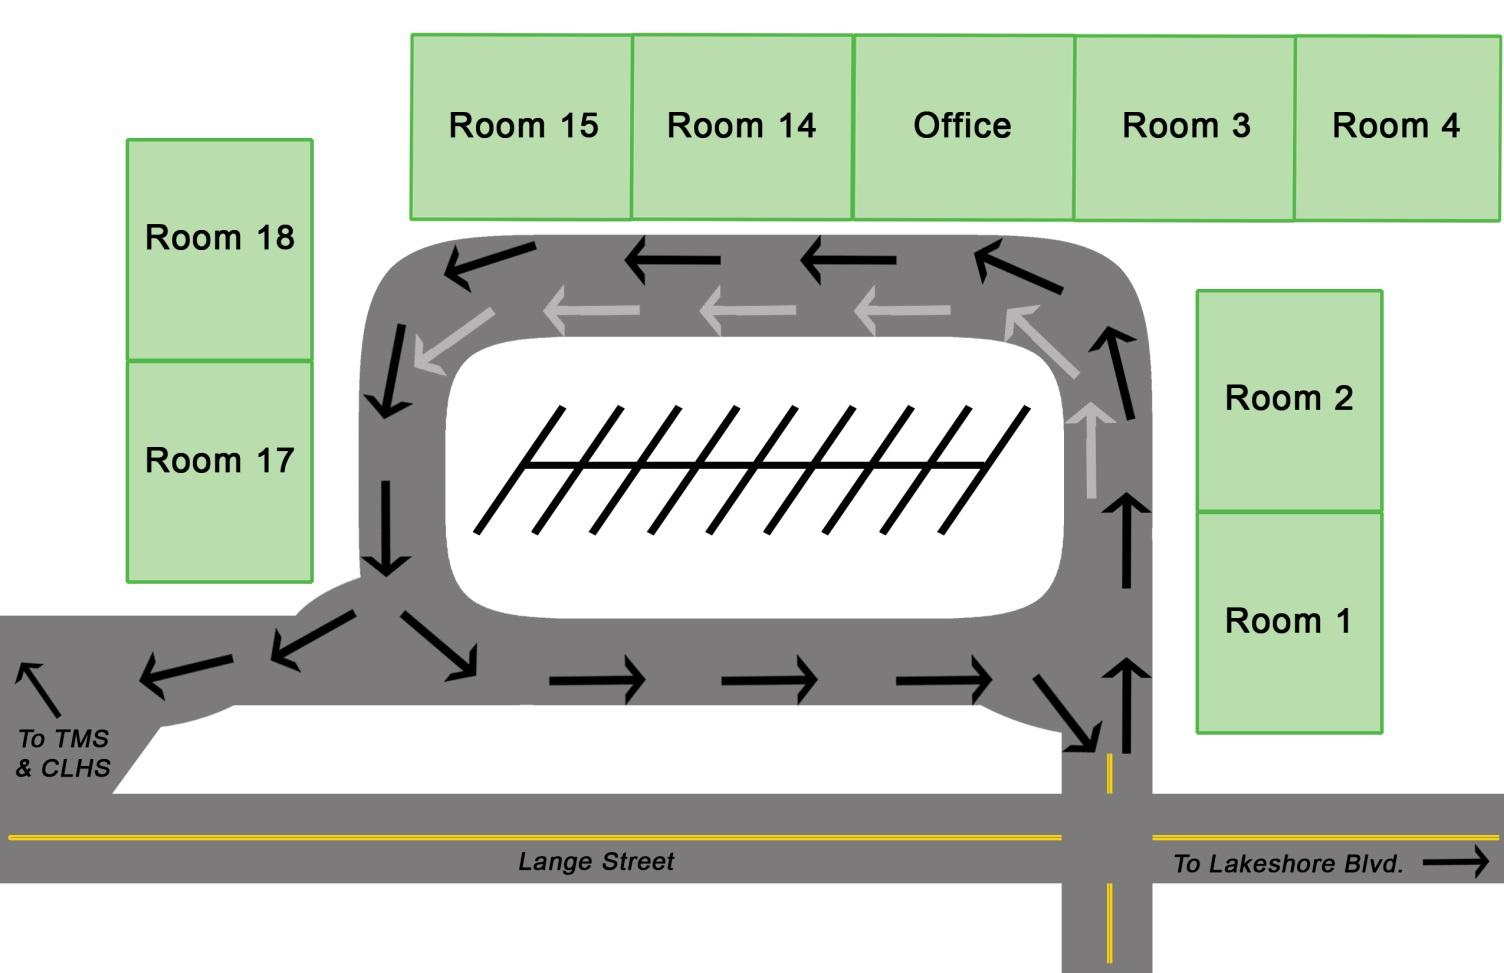 Room 15
Room 14
Office
Room 3
Room 4
Room 18
Room 17
Room 2
Room 1
To TMS
& CLHS
Lange Street
To Lakeshore Blvd.